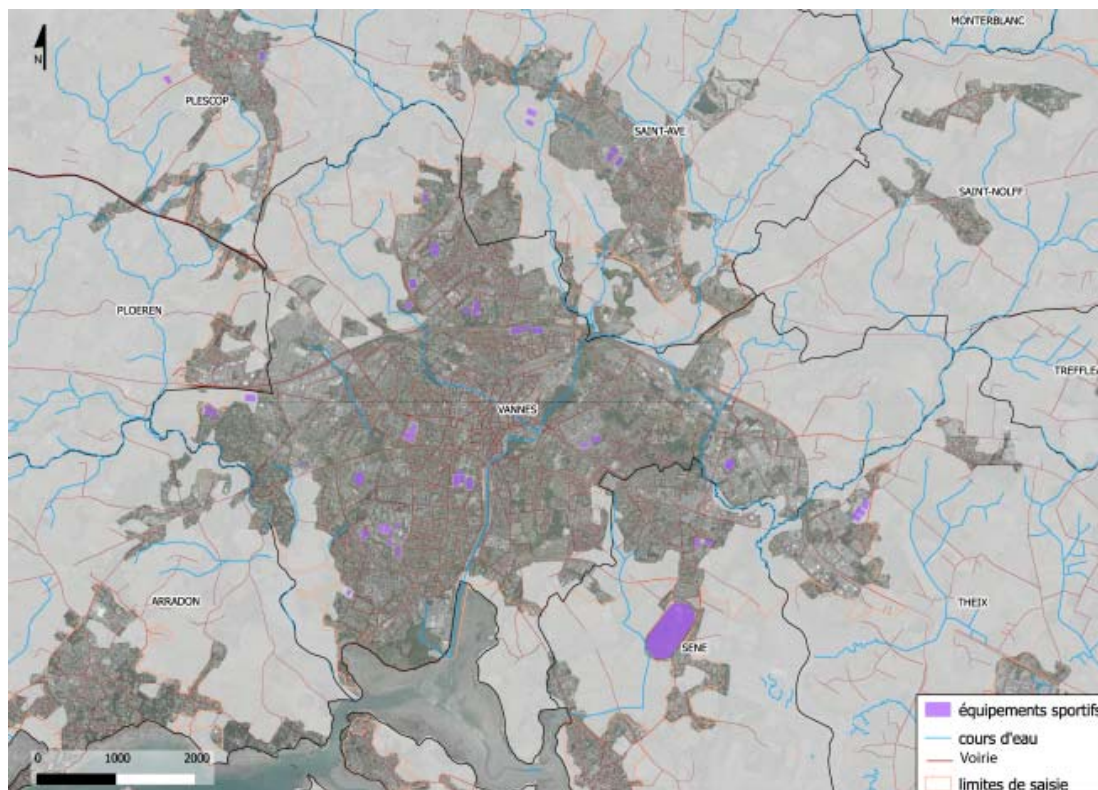 MONTERBLANC
N
PLESCOP
SAINT-AVE
SAINT-NOLFF
PLOEREN
TREFFLEA
VANNES
ARRADON
THEIX
SENE
équipements sportifs
cours d'eau
Voirie
limites de saisie
0 1000 2000